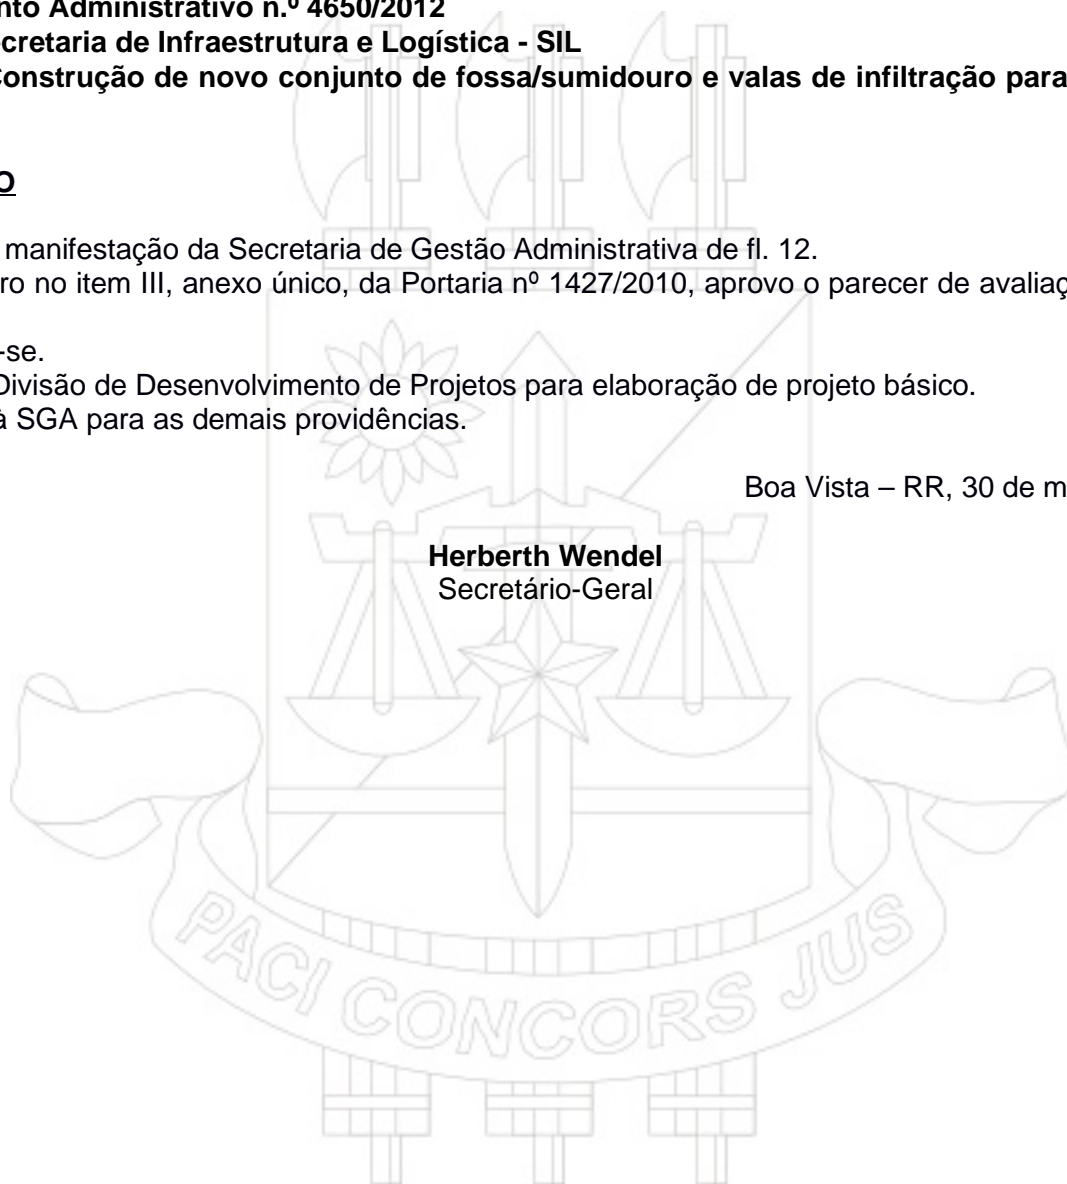 nto Administrativo n.º 4650/2012
cretaria de Infraestrutura e Logística - SIL
Construção de novo conjunto de fossa/sumidouro e valas de infiltração para
O
manifestação da Secretaria de Gestão Administrativa de fl. 12.
ro no item III, anexo único, da Portaria nº 1427/2010, aprovo o parecer de avaliaç
-se.
Divisão de Desenvolvimento de Projetos para elaboração de projeto básico.
à SGA para as demais providências.
Boa Vista – RR, 30 de m
Herberth Wendel
Secretário-Geral
PACI CONCORS JUS